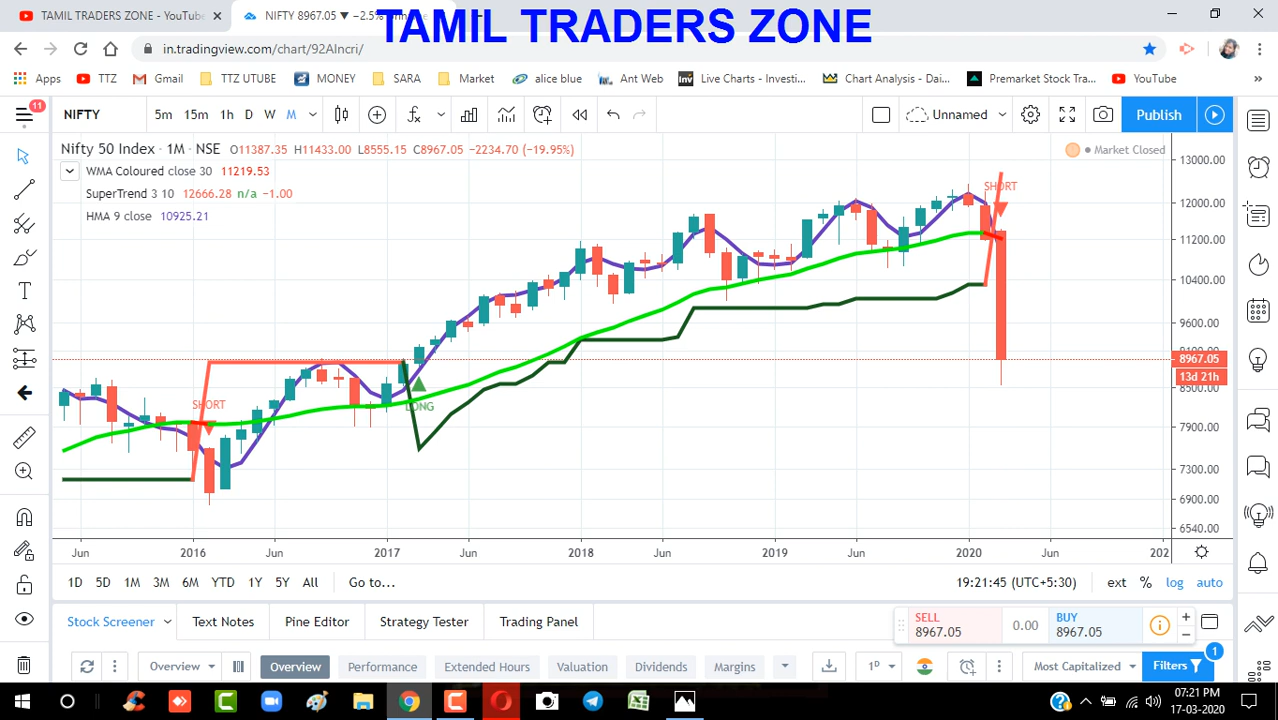 TAMIL TRADERS ZONE
TAMIL TRADERS ZONE - YouTube
NIFTY 8967.05 ▼ −2.5%
in.tradingview.com/chart/92AIncri/
Apps TTZ Gmail TTZ UTUBE MONEY SARA Market alice blue Ant Web Live Charts - Investi... Chart Analysis - Dai... Premarket Stock Tra... YouTube »
11
NIFTY 5m 15m 1h D W M Unnamed Publish
Nifty 50 Index · 1M · NSE O11387.35 H11433.00 L8555.15 C8967.05 −2234.70 (−19.95%)
Market Closed
WMA Coloured close 30 11219.53
SuperTrend 3 10 12666.28 n/a −1.00
HMA 9 close 10925.21
SHORT
SHORT
LONG
13000.00
12000.00
11200.00
10400.00
9600.00
8967.05
13d 21h
8500.00
7900.00
7300.00
6900.00
6540.00
Jun 2016 Jun 2017 Jun 2018 Jun 2019 Jun 2020 Jun 202
1D 5D 1M 3M 6M YTD 1Y 5Y All Go to... 19:21:45 (UTC+5:30) ext % log auto
Stock Screener Text Notes Pine Editor Strategy Tester Trading Panel
SELL 8967.05 0.00 BUY 8967.05
Overview Overview Performance Extended Hours Valuation Dividends Margins 1D Most Capitalized Filters 1
07:21 PM
17-03-2020